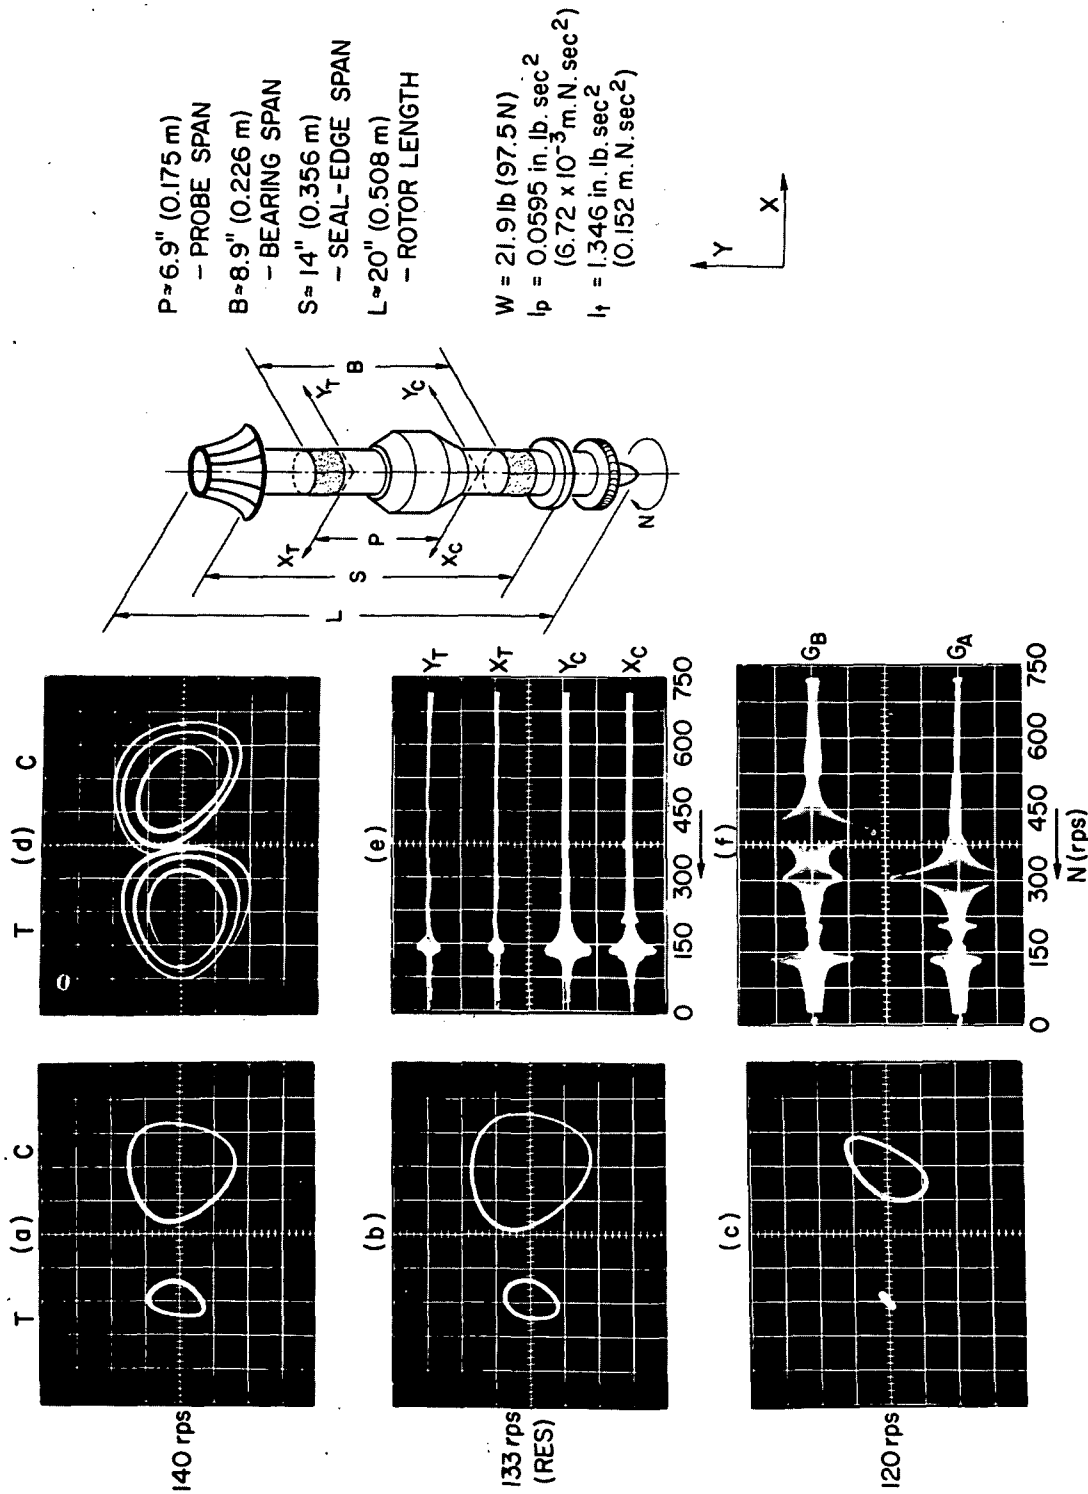 T (a) C
140 rps
(b)
133 rps
(RES)
(c)
120 rps
T (d) C
(e)
YT
XT
YC
XC
0 150 300 450 600 750
(f)
GB
GA
0 150 300 450 600 750
N (rps)
L
S
P
XT
XC
YT
YC
B
N
P≈6.9" (0.175 m)
– PROBE SPAN
B≈8.9" (0.226 m)
– BEARING SPAN
S≈14" (0.356 m)
– SEAL-EDGE SPAN
L≈20" (0.508 m)
– ROTOR LENGTH
W = 21.9 lb (97.5 N)
Ip = 0.0595 in. lb. sec²
(6.72 x 10⁻³ m. N. sec²)
It = 1.346 in. lb. sec²
(0.152 m. N. sec²)
Y
X